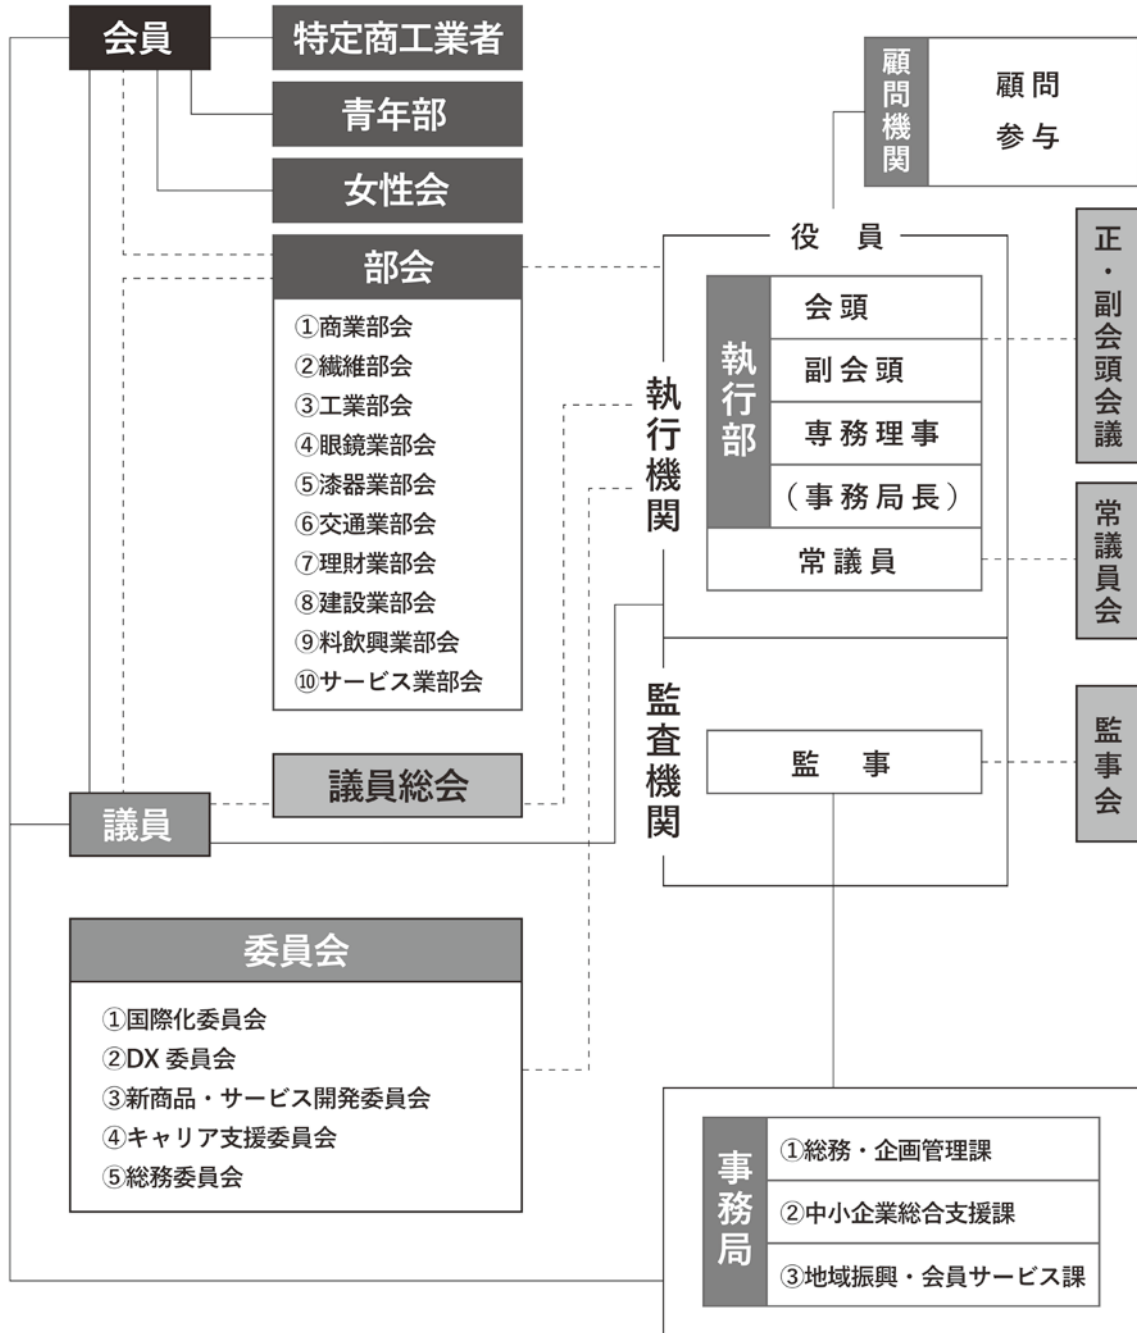 会員
特定商工業者
青年部
女性会
部会
①商業部会
②繊維部会
③工業部会
④眼鏡業部会
⑤漆器業部会
⑥交通業部会
⑦理財業部会
⑧建設業部会
⑨料飲興業部会
⑩サービス業部会
議員総会
議員
委員会
①国際化委員会
②DX 委員会
③新商品・サービス開発委員会
④キャリア支援委員会
⑤総務委員会
顧問機関
顧問
参与
役 員
執行機関
執行部
会頭
副会頭
専務理事
(事務局長)
常議員
正・副会頭会議
常議員会
監査機関
監 事
監事会
事務局
①総務・企画管理課
②中小企業総合支援課
③地域振興・会員サービス課